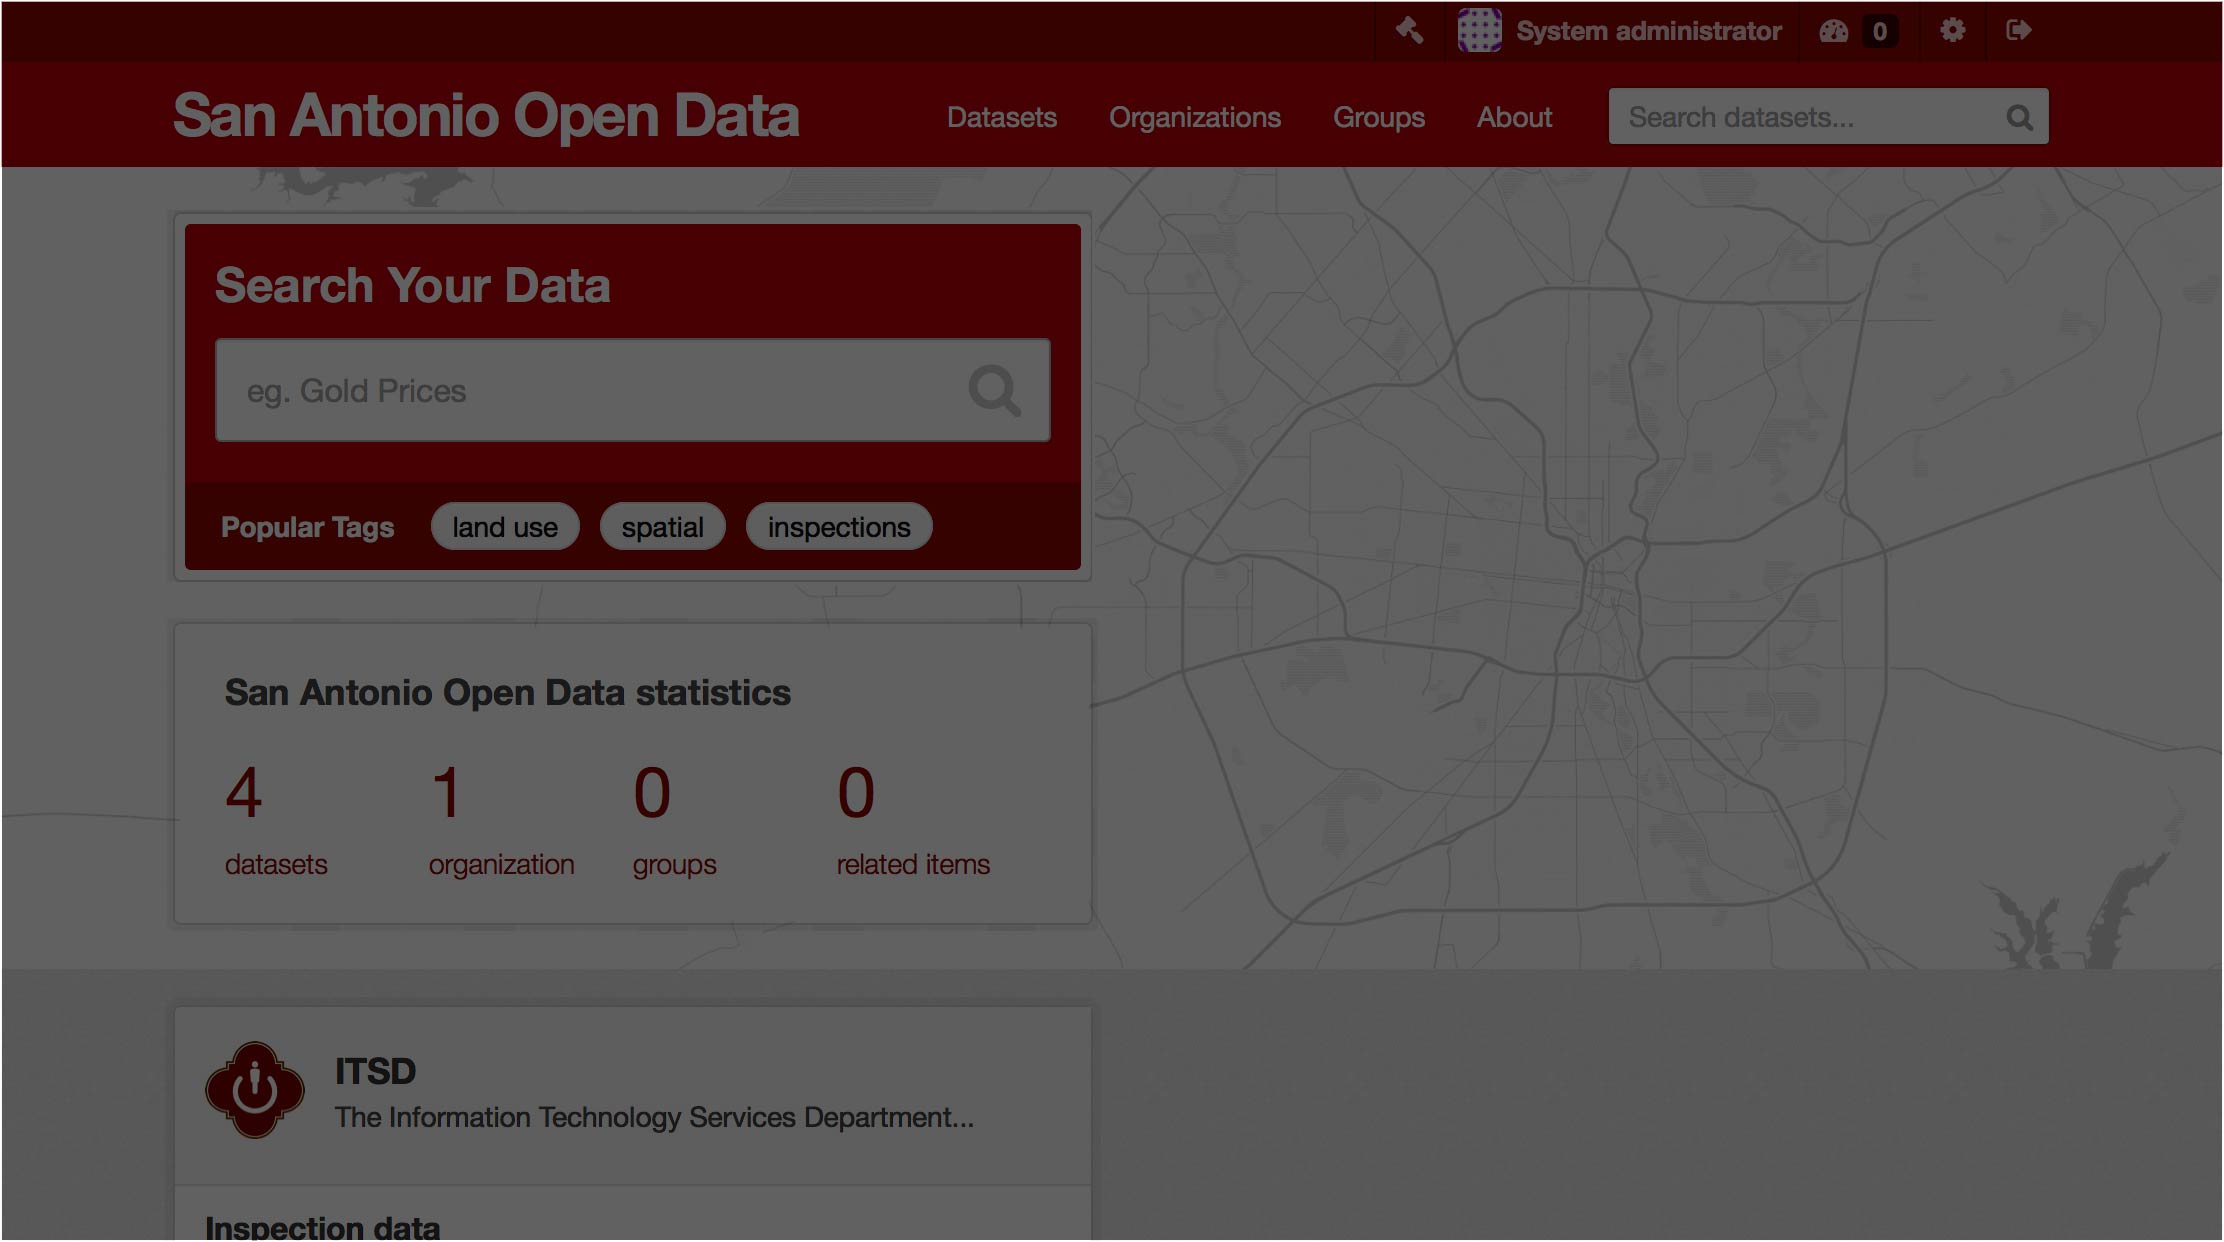 System administrator 0
San Antonio Open Data
Datasets Organizations Groups About Search datasets...
Search Your Data
eg. Gold Prices
Popular Tags land use spatial inspections
San Antonio Open Data statistics
4 1 0 0
datasets organization groups related items
ITSD
The Information Technology Services Department...
Inspection data